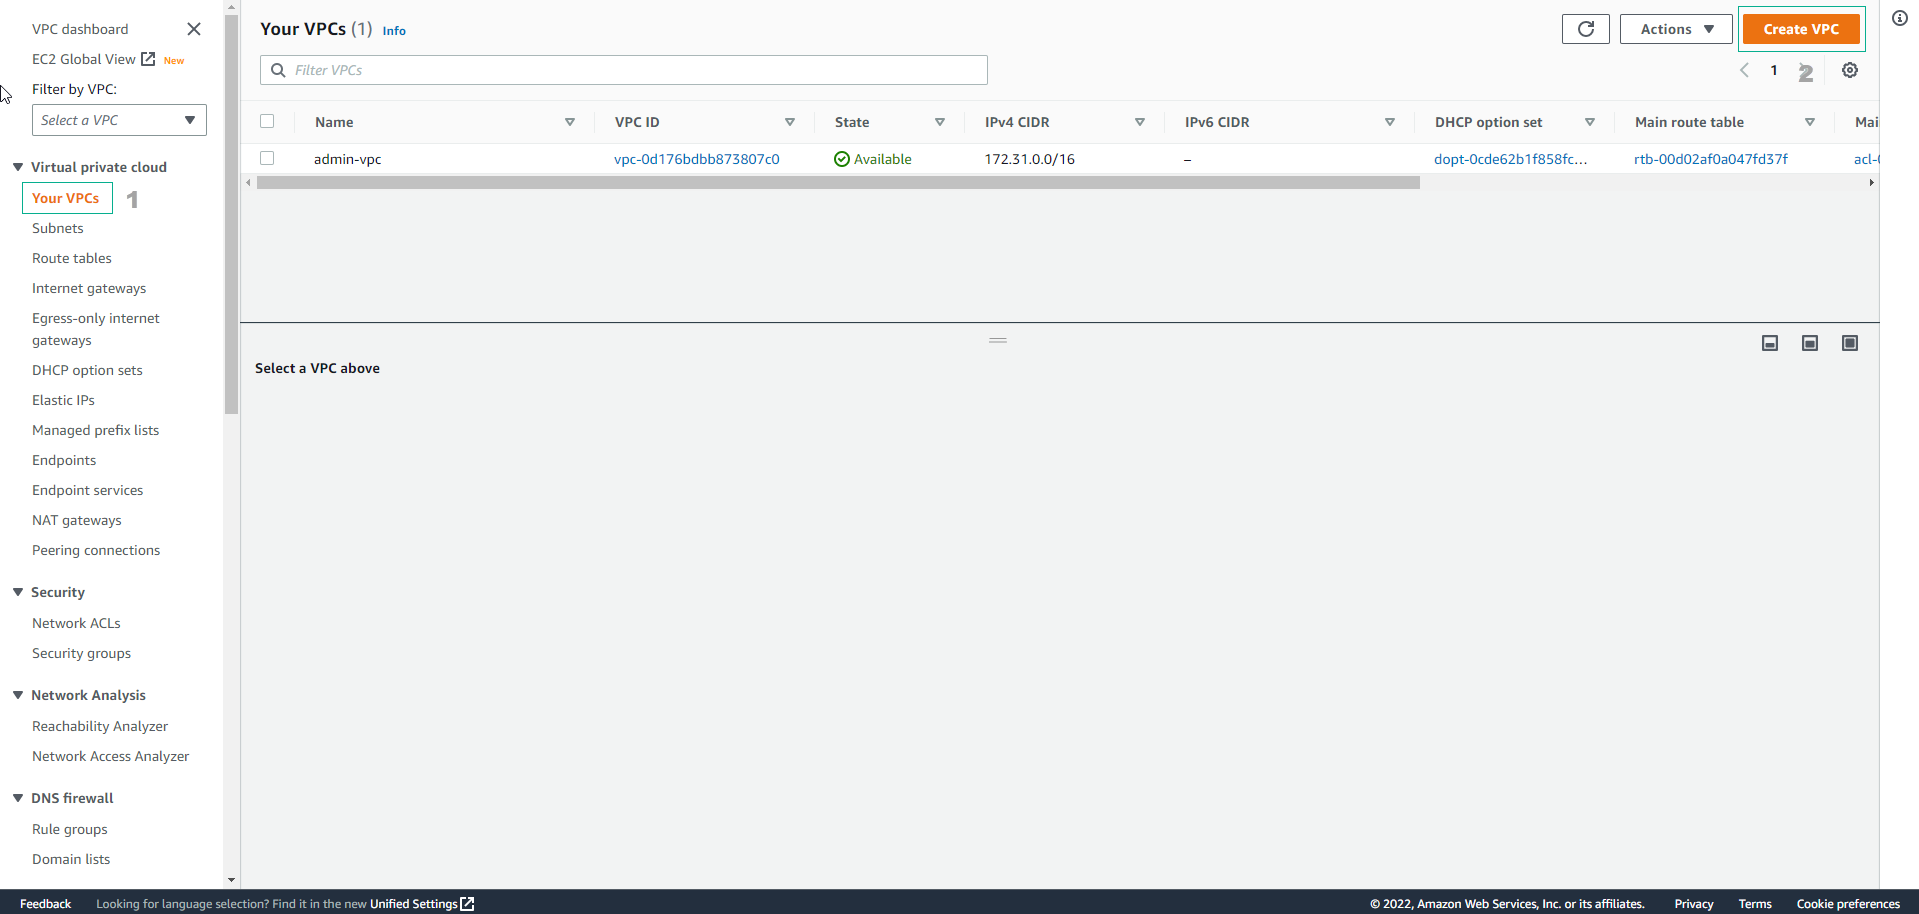 VPC dashboard
EC2 Global View New
Filter by VPC:
Select a VPC
Virtual private cloud
Your VPCs 1
Subnets
Route tables
Internet gateways
Egress-only internet
gateways
DHCP option sets
Elastic IPs
Managed prefix lists
Endpoints
Endpoint services
NAT gateways
Peering connections
Security
Network ACLs
Security groups
Network Analysis
Reachability Analyzer
Network Access Analyzer
DNS firewall
Rule groups
Domain lists
Your VPCs (1) Info
Actions
Create VPC
Filter VPCs
1 2
Name VPC ID State IPv4 CIDR IPv6 CIDR DHCP option set Main route table Mai
admin-vpc vpc-0d176bdbb873807c0 Available 172.31.0.0/16 – dopt-0cde62b1f858fc... rtb-00d02af0a047fd37f acl-
Select a VPC above
Feedback Looking for language selection? Find it in the new Unified Settings © 2022, Amazon Web Services, Inc. or its affiliates. Privacy Terms Cookie preferences